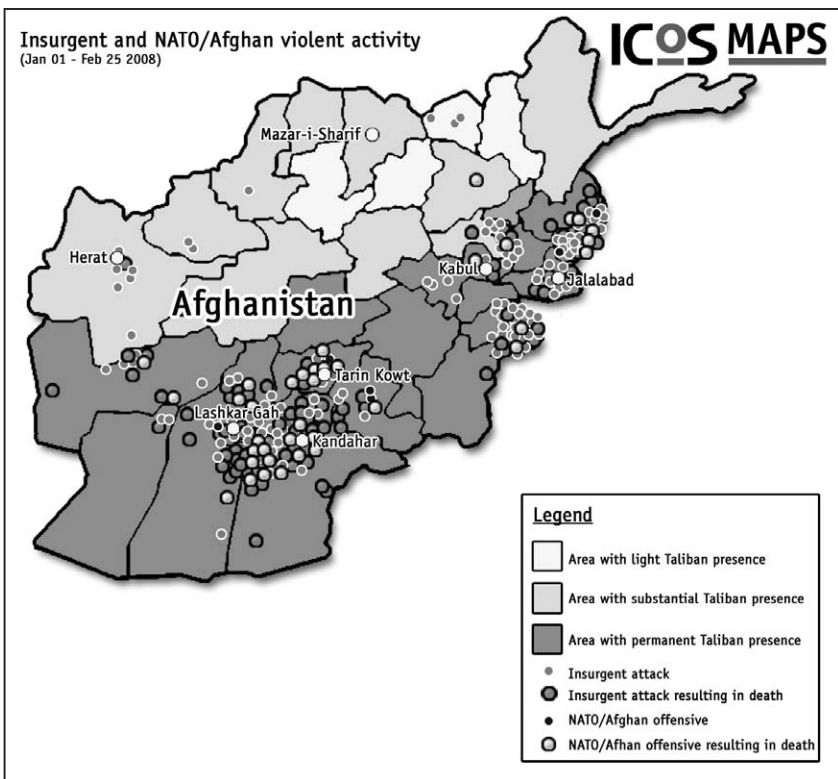 Insurgent and NATO/Afghan violent activity
(Jan 01 - Feb 25 2008)
ICOS MAPS
Mazar-i-Sharif
Herat
Kabul
Jalalabad
Afghanistan
Tarin Kowt
Lashkar Gah
Kandahar
Legend
Area with light Taliban presence
Area with substantial Taliban presence
Area with permanent Taliban presence
Insurgent attack
Insurgent attack resulting in death
NATO/Afghan offensive
NATO/Afhan offensive resulting in death